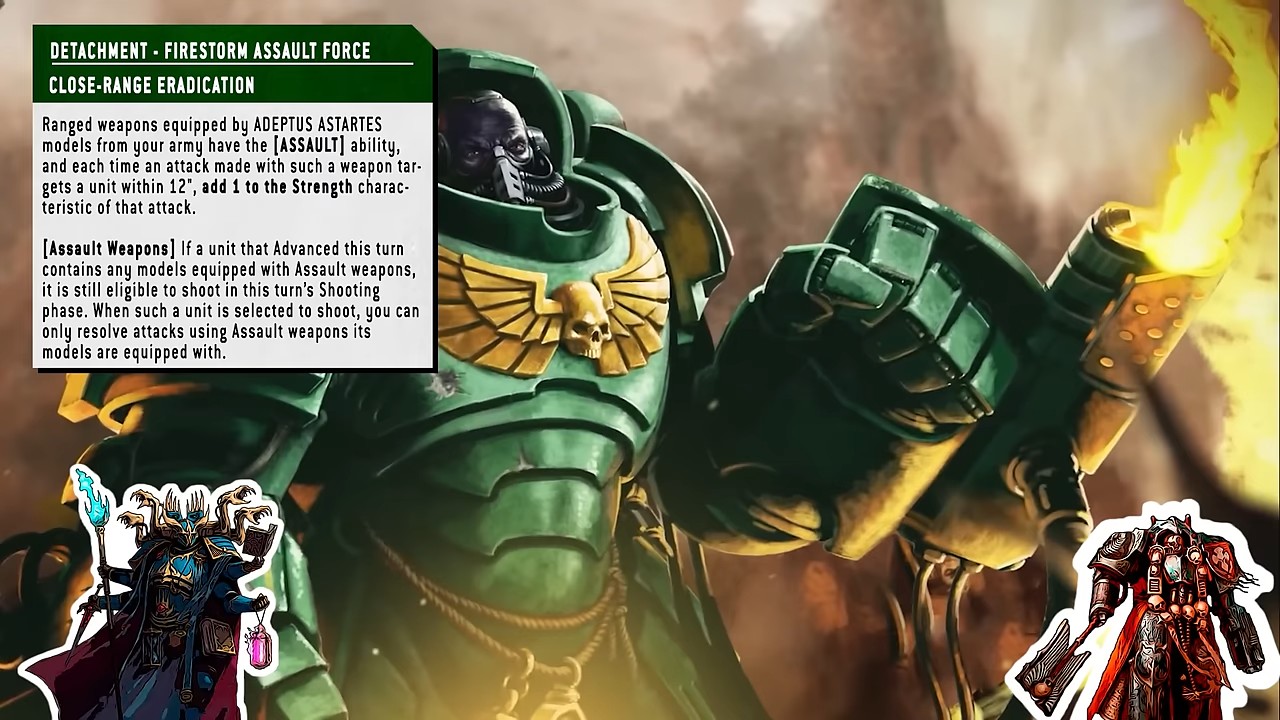 DETACHMENT - FIRESTORM ASSAULT FORCE
CLOSE-RANGE ERADICATION
Ranged weapons equipped by ADEPTUS ASTARTES
models from your army have the [ASSAULT] ability,
and each time an attack made with such a weapon tar-
gets a unit within 12", add 1 to the Strength charac-
teristic of that attack.
[Assault Weapons] If a unit that Advanced this turn
contains any models equipped with Assault weapons,
it is still eligible to shoot in this turn's Shooting
phase. When such a unit is selected to shoot, you can
only resolve attacks using Assault weapons its
models are equipped with.